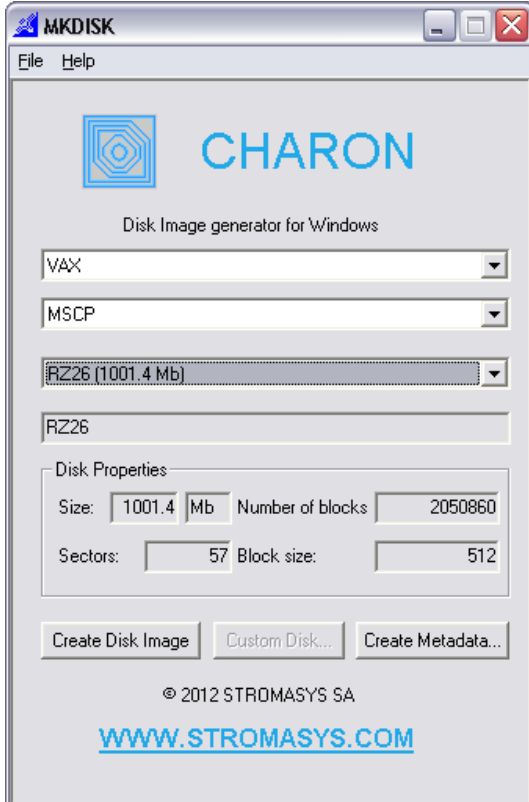 MKDISK
File Help
CHARON
Disk Image generator for Windows
VAX
MSCP
RZ26 (1001.4 Mb)
RZ26
Disk Properties
Size: 1001.4 Mb Number of blocks 2050860
Sectors: 57 Block size: 512
Create Disk Image Custom Disk... Create Metadata...
© 2012 STROMASYS SA
WWW.STROMASYS.COM